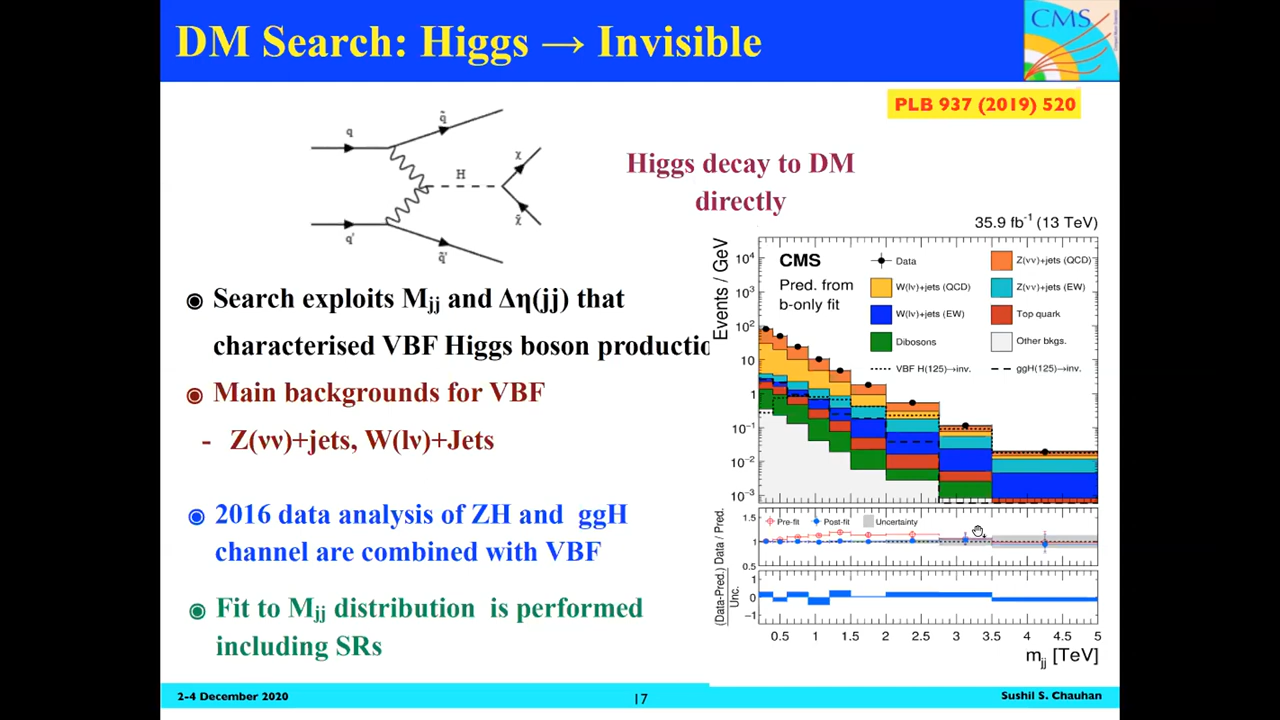 DM Search: Higgs → Invisible
CMS
PLB 937 (2019) 520
q
q̃
χ
H
χ̃
q'
q̃'
Higgs decay to DM
directly
Search exploits Mjj and Δη(jj) that
characterised VBF Higgs boson productio
Main backgrounds for VBF
- Z(νν)+jets, W(lν)+Jets
2016 data analysis of ZH and ggH
channel are combined with VBF
Fit to Mjj distribution is performed
including SRs
35.9 fb⁻¹ (13 TeV)
Events / GeV
10⁴
10³
10²
10
1
10⁻¹
10⁻²
10⁻³
CMS
Pred. from
b-only fit
Data
Z(νν)+jets (QCD)
W(lν)+jets (QCD)
Z(νν)+jets (EW)
W(lν)+jets (EW)
Top quark
Dibosons
Other bkgs.
VBF H(125)→inv.
ggH(125)→inv.
Data / Pred.
1.5
1
0.5
Pre-fit
Post-fit
Uncertainty
(Data-Pred.)
Unc.
1
0
−1
0.5 1 1.5 2 2.5 3 3.5 4 4.5 5
mjj [TeV]
2-4 December 2020
17
Sushil S. Chauhan